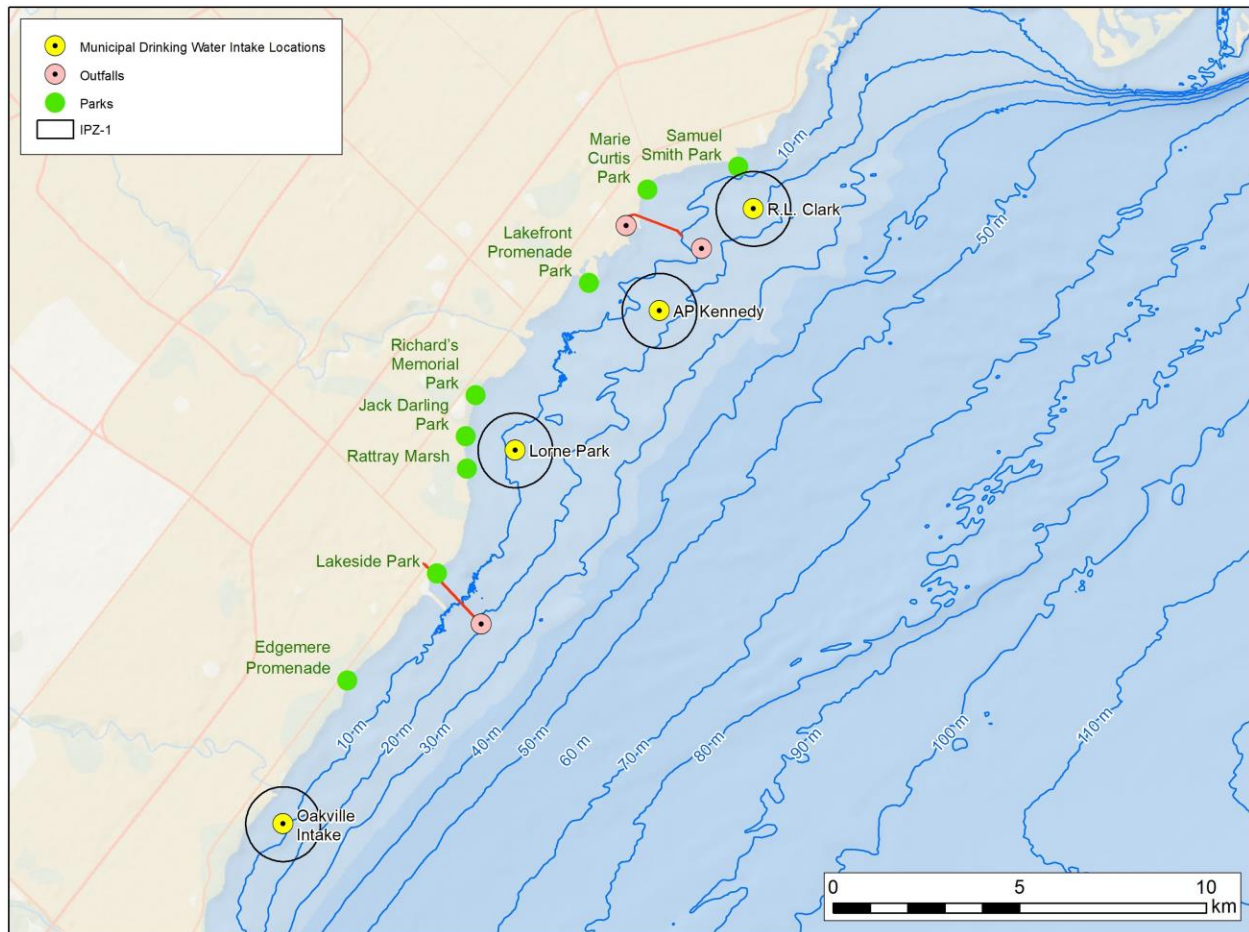 Municipal Drinking Water Intake Locations
Outfalls
Parks
IPZ-1
Marie
Curtis
Park
Samuel
Smith Park
10 m
R.L. Clark
50 m
Lakefront
Promenade
Park
AP Kennedy
Richard's
Memorial
Park
Jack Darling
Park
Rattray Marsh
Lorne Park
Lakeside Park
Edgemere
Promenade
10 m
20 m
30 m
40 m
50 m
60 m
70 m
80 m
90 m
100 m
110 m
Oakville
Intake
0 5 10
km